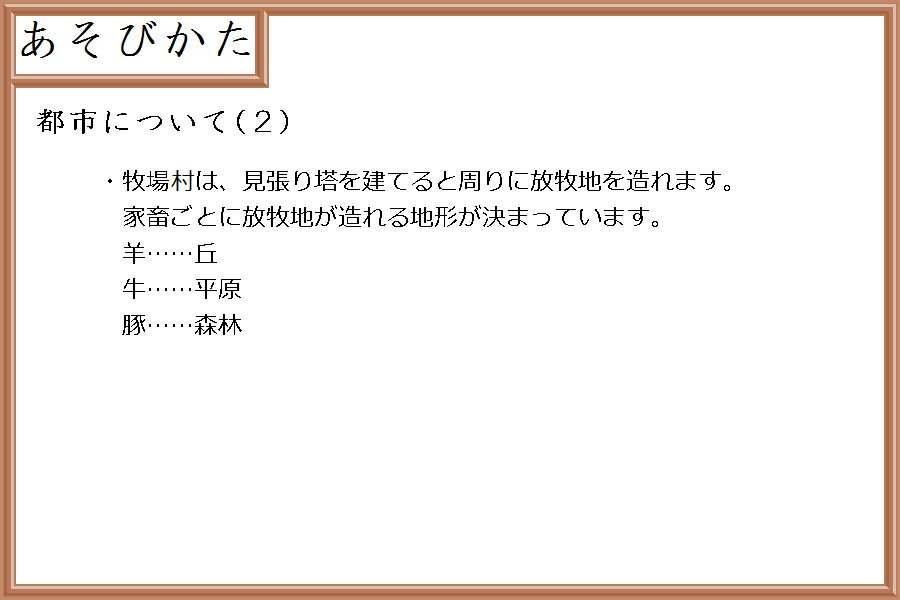 あそびかた
都市について(２)
・牧場村は、見張り塔を建てると周りに放牧地を造れます。
家畜ごとに放牧地が造れる地形が決まっています。
羊……丘
牛……平原
豚……森林